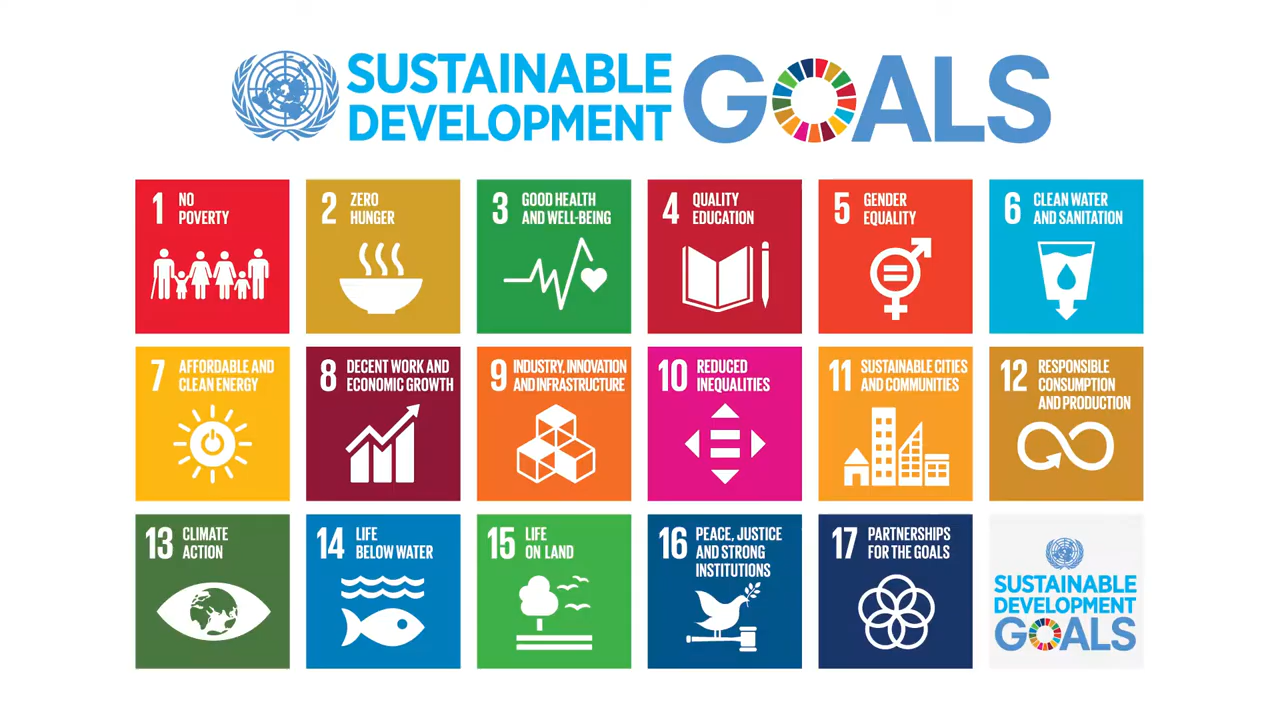 SUSTAINABLE
DEVELOPMENT
GOALS
1 NO
POVERTY
2 ZERO
HUNGER
3 GOOD HEALTH
AND WELL-BEING
4 QUALITY
EDUCATION
5 GENDER
EQUALITY
6 CLEAN WATER
AND SANITATION
7 AFFORDABLE AND
CLEAN ENERGY
8 DECENT WORK AND
ECONOMIC GROWTH
9 INDUSTRY, INNOVATION
AND INFRASTRUCTURE
10 REDUCED
INEQUALITIES
11 SUSTAINABLE CITIES
AND COMMUNITIES
12 RESPONSIBLE
CONSUMPTION
AND PRODUCTION
13 CLIMATE
ACTION
14 LIFE
BELOW WATER
15 LIFE
ON LAND
16 PEACE, JUSTICE
AND STRONG
INSTITUTIONS
17 PARTNERSHIPS
FOR THE GOALS
SUSTAINABLE
DEVELOPMENT
GOALS